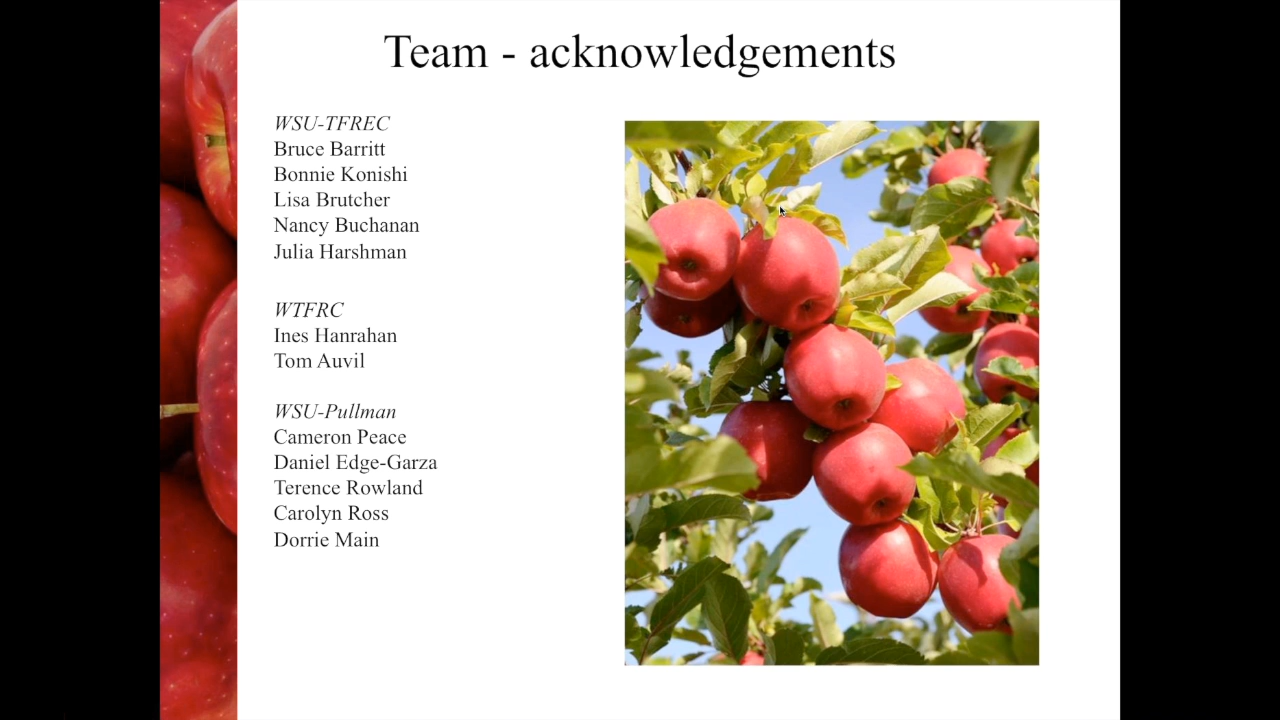 Team - acknowledgements
WSU-TFREC
Bruce Barritt
Bonnie Konishi
Lisa Brutcher
Nancy Buchanan
Julia Harshman
WTFRC
Ines Hanrahan
Tom Auvil
WSU-Pullman
Cameron Peace
Daniel Edge-Garza
Terence Rowland
Carolyn Ross
Dorrie Main